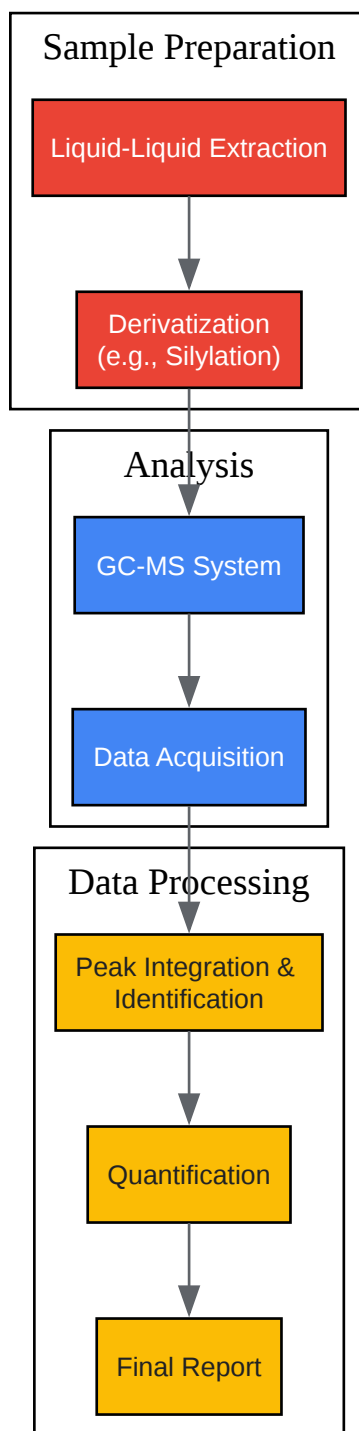 Sample Preparation
Liquid-Liquid Extraction
Derivatization
(e.g., Silylation)
Analysis
GC-MS System
Data Acquisition
Data Processing
Peak Integration &
Identification
Quantification
Final Report